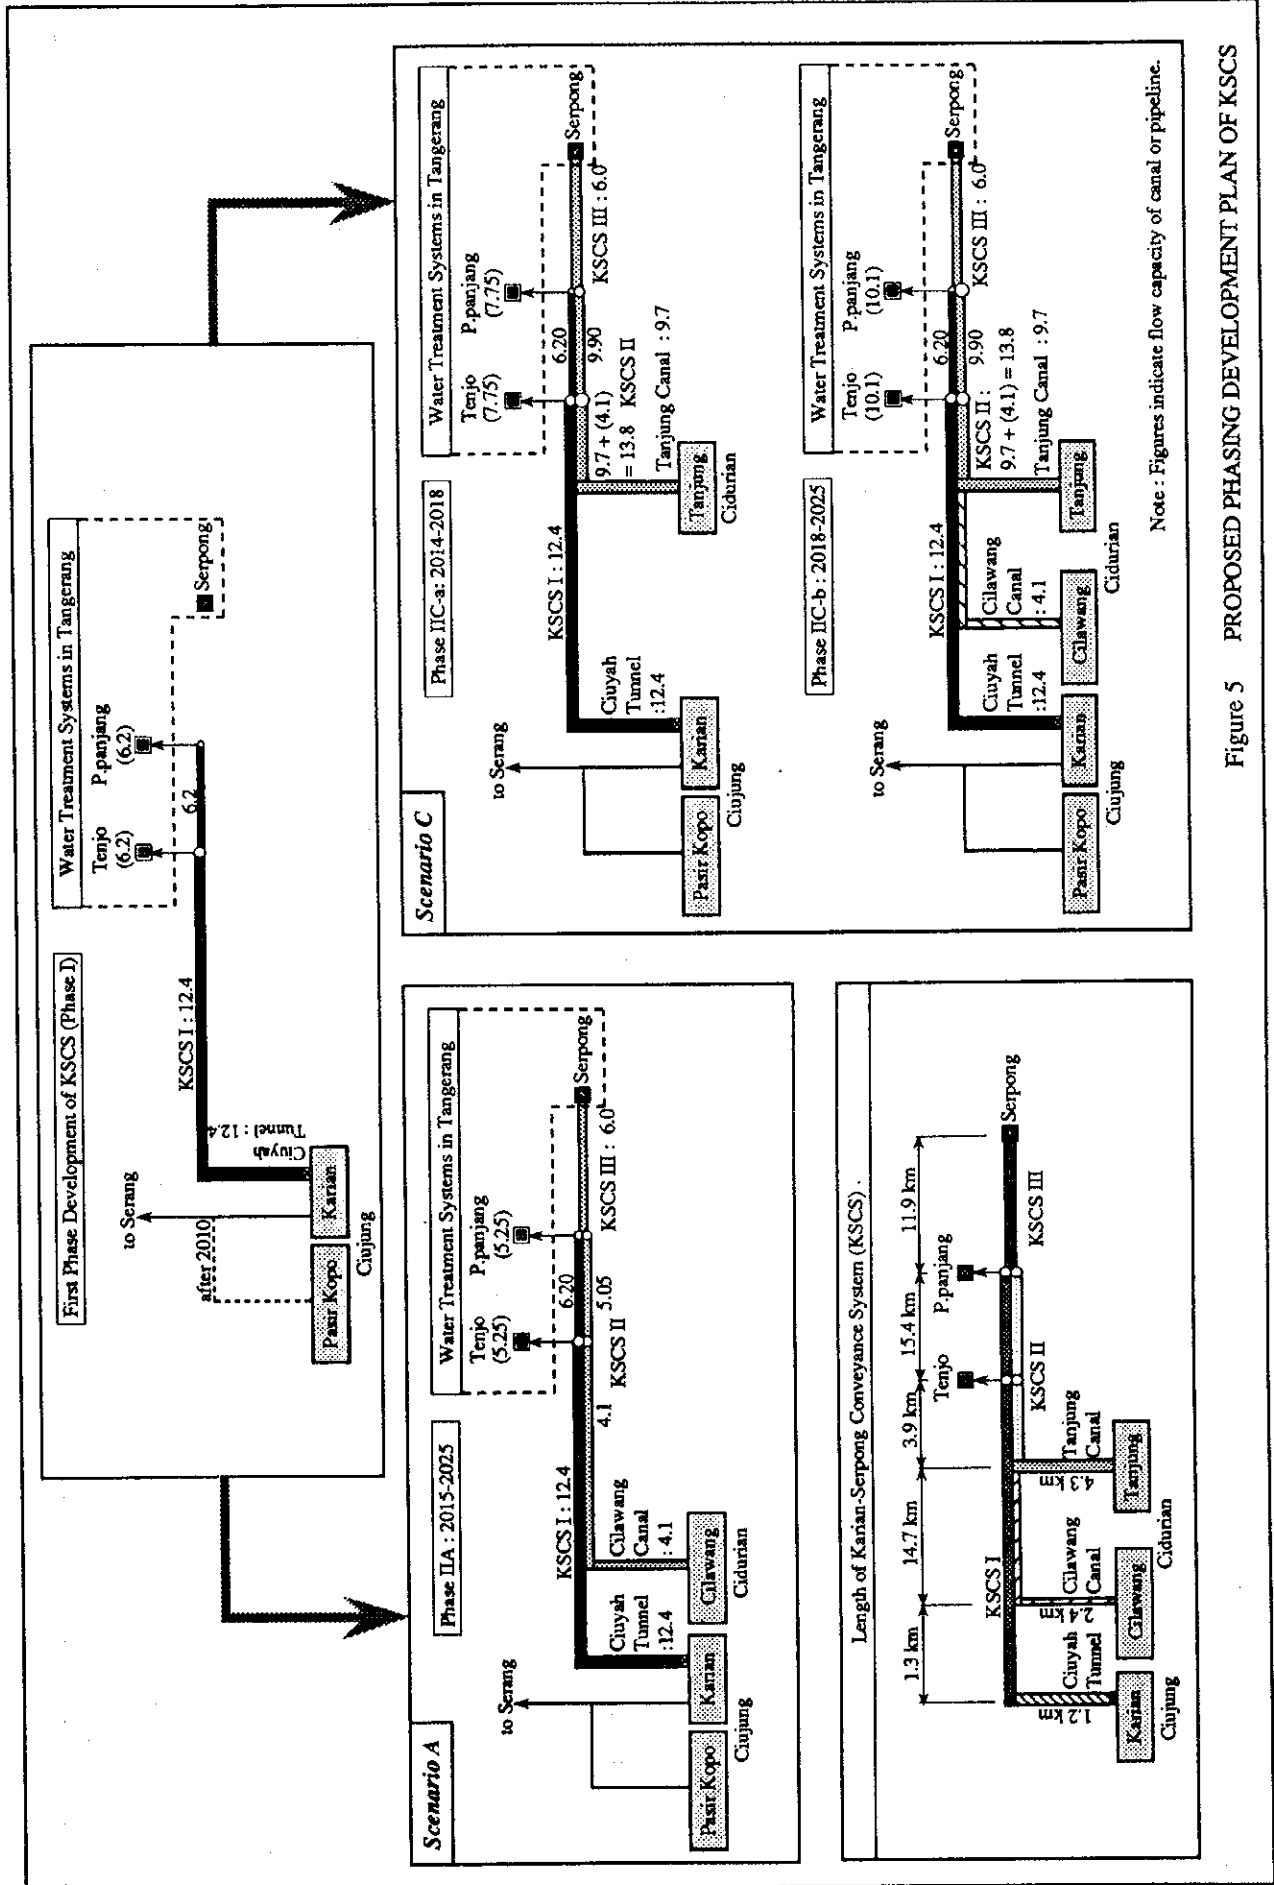 First Phase Development of KSCS (Phase I)
Water Treatment Systems in Tangerang
Tenjo
(6.2)
P.panjang
(6.2)
Serpong
KSCS I : 12.4
6.2
to Serang
after 2010
Ciuyah
Tunnel : 12.4
Pasir Kopo
Karian
Ciujung
Scenario A
Phase IIA : 2015-2025
Water Treatment Systems in Tangerang
Tenjo
(5.25)
P.panjang
(5.25)
Serpong
KSCS I : 12.4
6.20
4.1
KSCS II
5.05
KSCS III : 6.0
to Serang
Ciuyah
Tunnel
:12.4
Cilawang
Canal
: 4.1
Pasir Kopo
Karian
Cilawang
Ciujung
Cidurian
Scenario C
Phase IIC-a: 2014-2018
Water Treatment Systems in Tangerang
Tenjo
(7.75)
P.panjang
(7.75)
Serpong
KSCS I : 12.4
6.20
9.90
9.7 + (4.1)
= 13.8 KSCS II
KSCS III : 6.0
Tanjung Canal : 9.7
to Serang
Ciuyah
Tunnel
:12.4
Pasir Kopo
Karian
Tanjung
Ciujung
Cidurian
Phase IIC-b : 2018-2025
Water Treatment Systems in Tangerang
Tenjo
(10.1)
P.panjang
(10.1)
Serpong
KSCS I : 12.4
6.20
9.90
KSCS II :
9.7 + (4.1) = 13.8
KSCS III : 6.0
Tanjung Canal : 9.7
to Serang
Ciuyah
Tunnel
:12.4
Cilawang
Canal
: 4.1
Pasir Kopo
Karian
Cilawang
Tanjung
Ciujung
Cidurian
Note : Figures indicate flow capacity of canal or pipeline.
Length of Karian-Serpong Conveyance System (KSCS) .
1.3 km
14.7 km
3.9 km
15.4 km
11.9 km
Tenjo
P.panjang
Serpong
KSCS I
KSCS II
KSCS III
1.2 km
Ciuyah
Tunnel
2.4 km
Cilawang
Canal
4.3 km
Tanjung
Canal
Karian
Cilawang
Tanjung
Ciujung
Cidurian
Figure 5 PROPOSED PHASING DEVELOPMENT PLAN OF KSCS